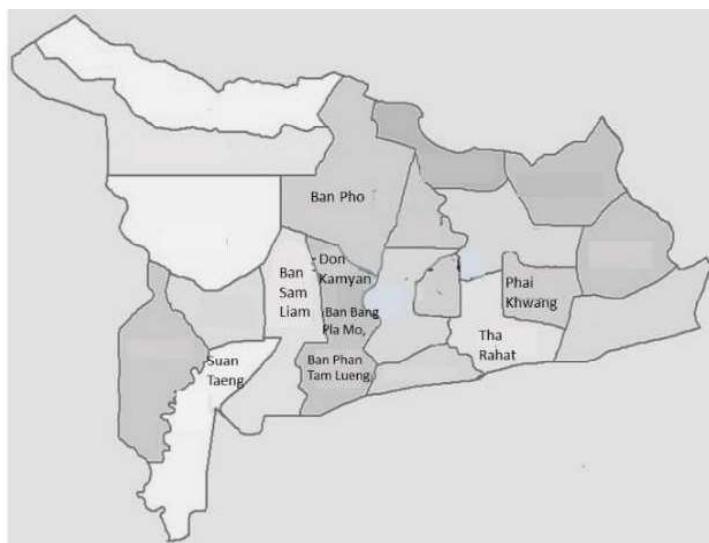 Ban Pho
Don
Kamyan
Ban
Sam
Liam
Ban Bang
Pla Mo,
Phai
Khwang
Tha
Rahat
Suan
Taeng
Ban Phan
Tam Lueng